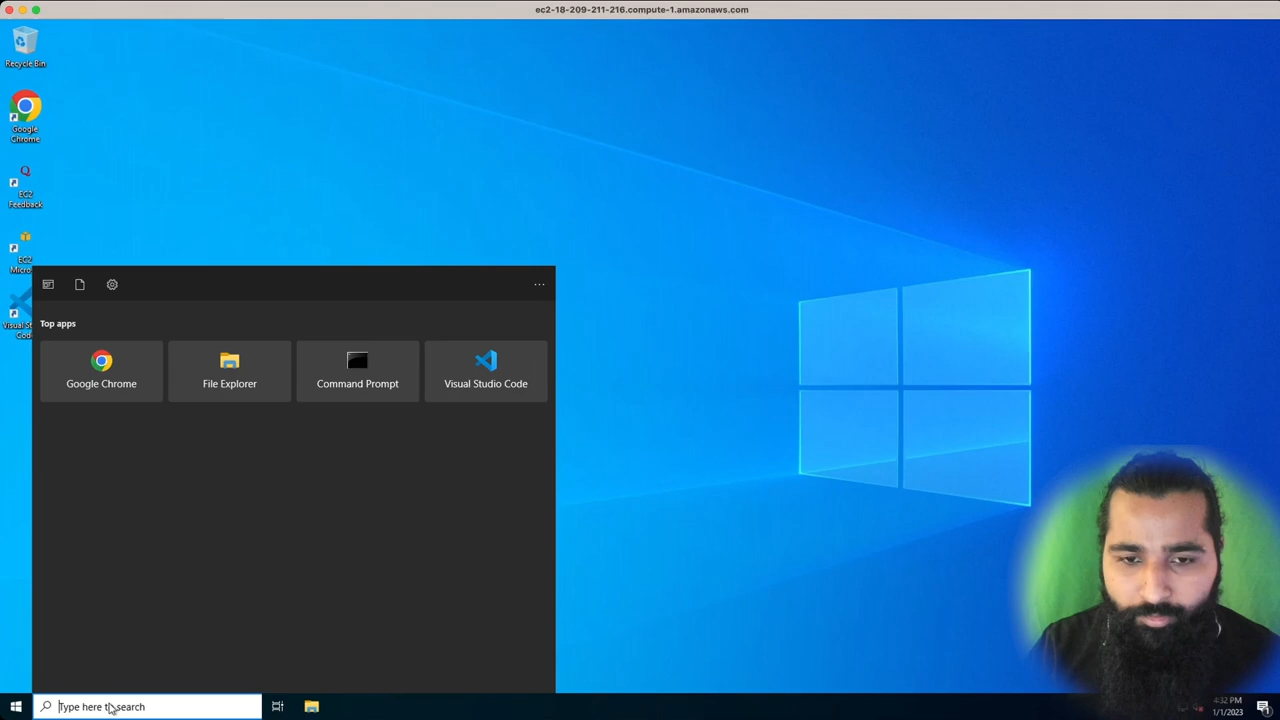 ec2-18-209-211-216.compute-1.amazonaws.com
Recycle Bin
Google
Chrome
EC2
Feedback
EC2
Visual
Code
Top apps
Google Chrome
File Explorer
Command Prompt
Visual Studio Code
Type here to search
4:32 PM
1/1/2023